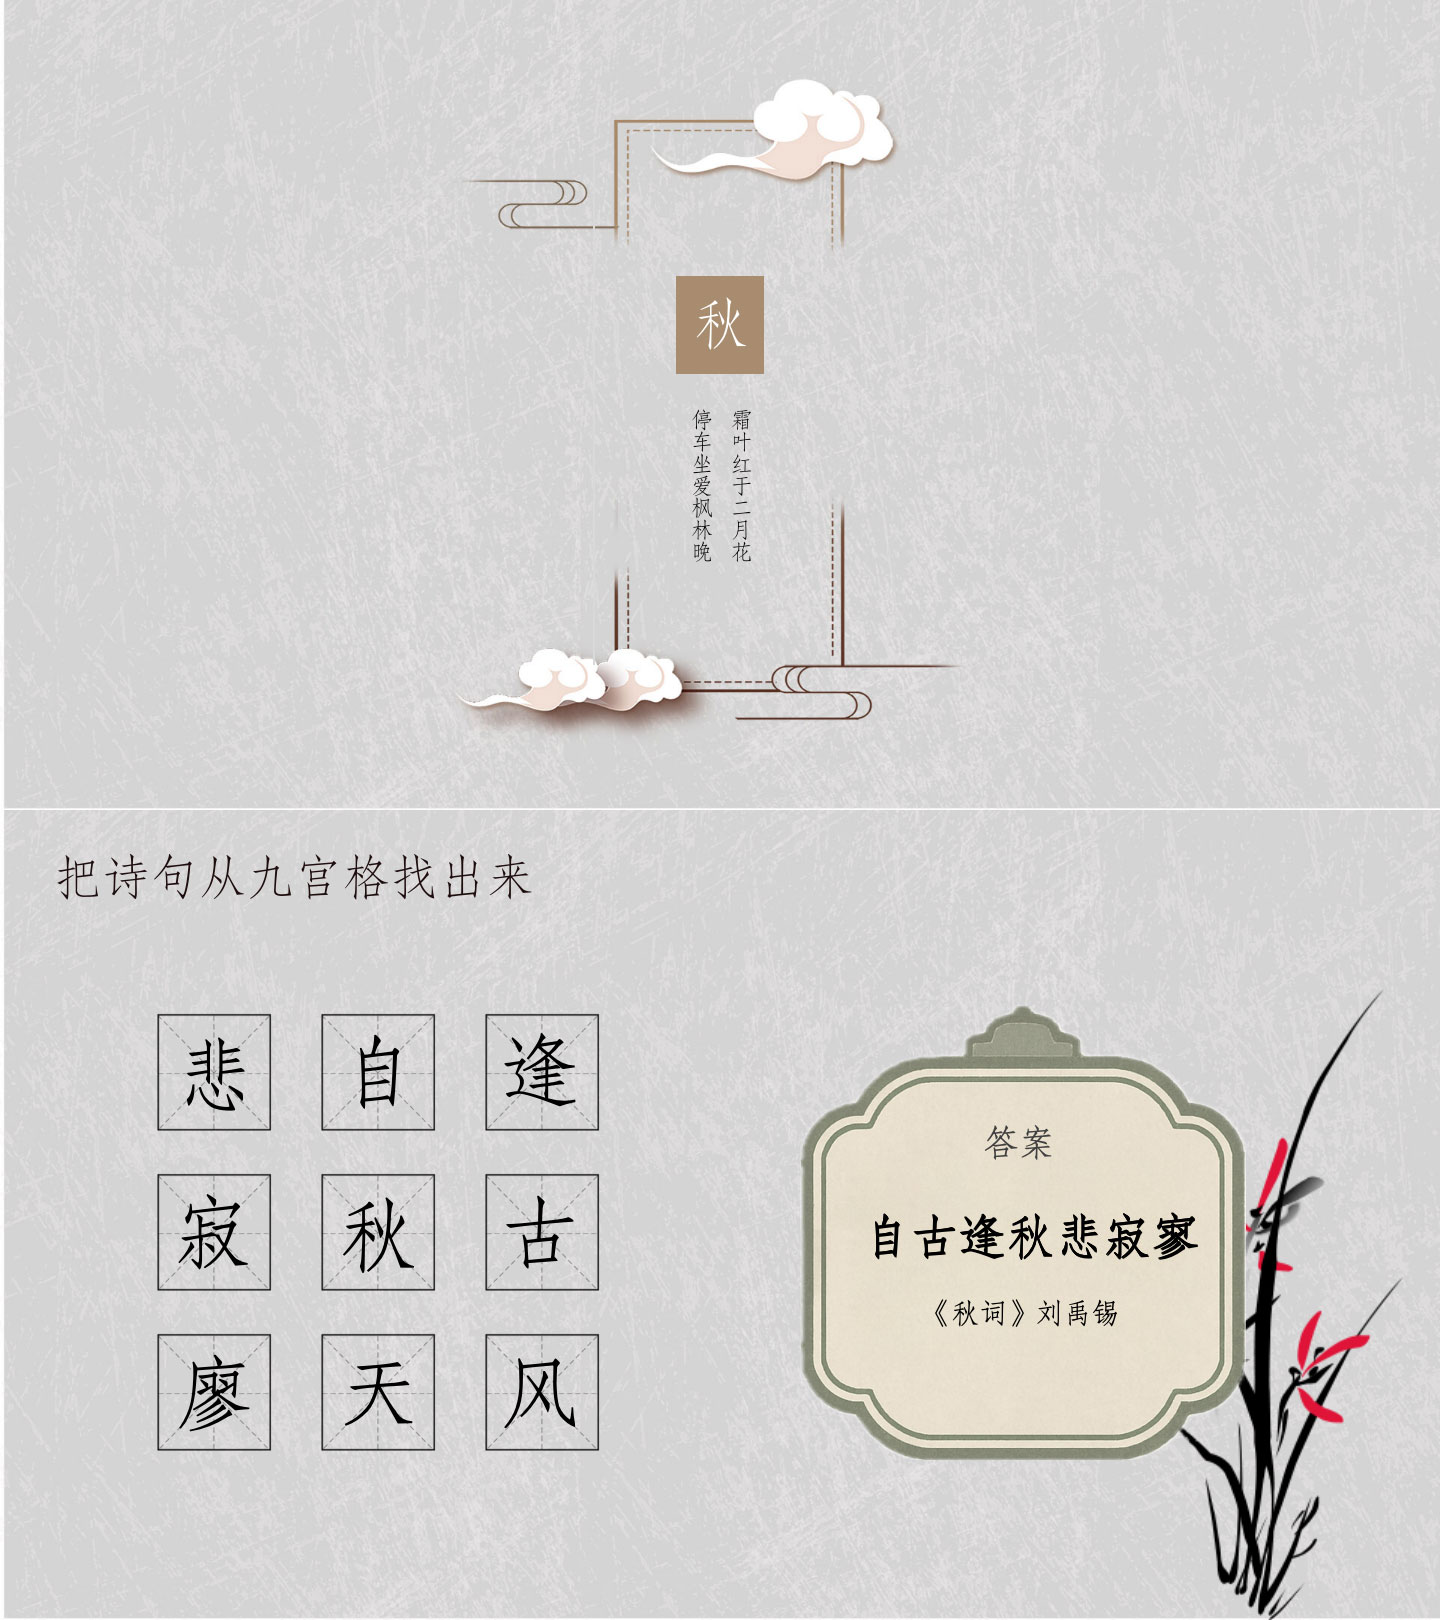 秋
停车坐爱枫林晚
霜叶红于二月花
把诗句从九宫格找出来
悲 自 逢
寂 秋 古
廖 天 风
答案
自古逢秋悲寂寥
《秋词》刘禹锡